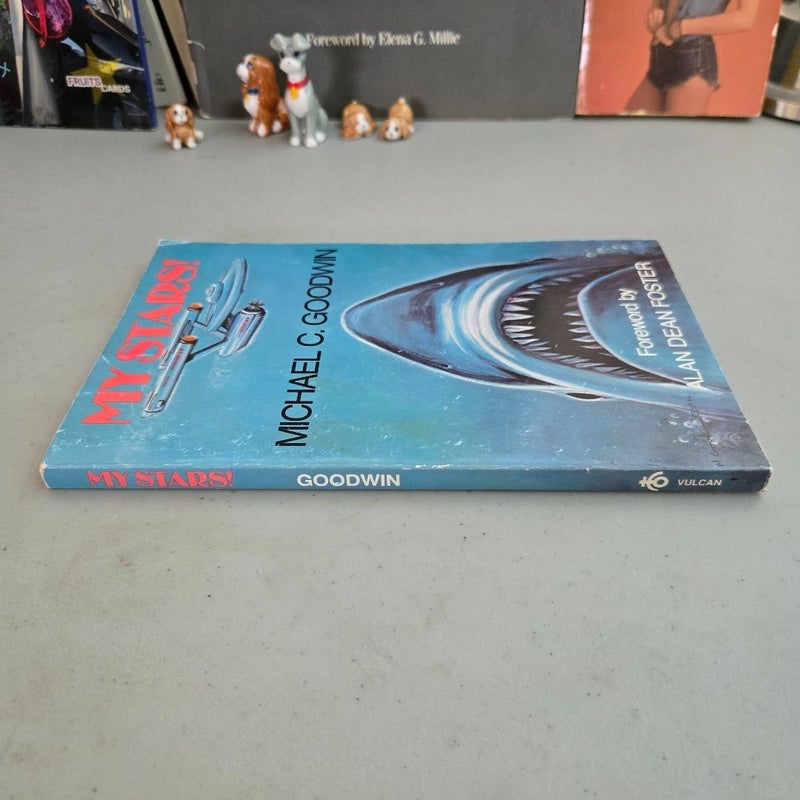 Foreword by Elena G. Millie
FRUITS
CARDS
MY STARS!
MICHAEL C. GOODWIN
Foreword by
ALAN DEAN FOSTER
MY STARS!
GOODWIN
VULCAN